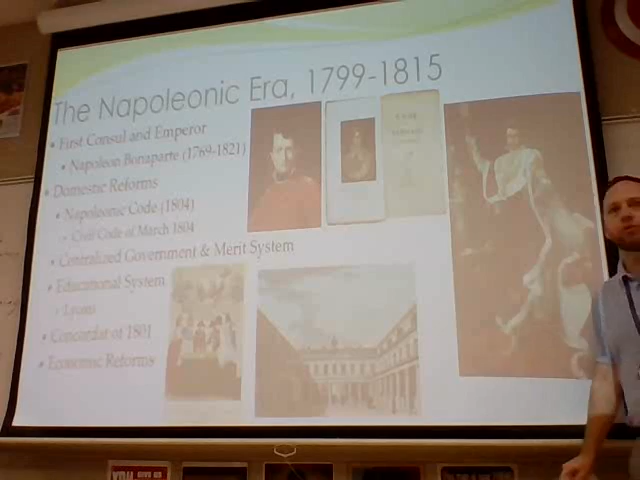 The Napoleonic Era, 1799-1815
• First Consul and Emperor
• Napoleon Bonaparte (1769-1821)
• Domestic Reforms
• Napoleonic Code (1804)
• Civil Code of March 1804
• Centralized Government & Merit System
• Educational System
• Lycees
• Concordat of 1801
• Economic Reforms